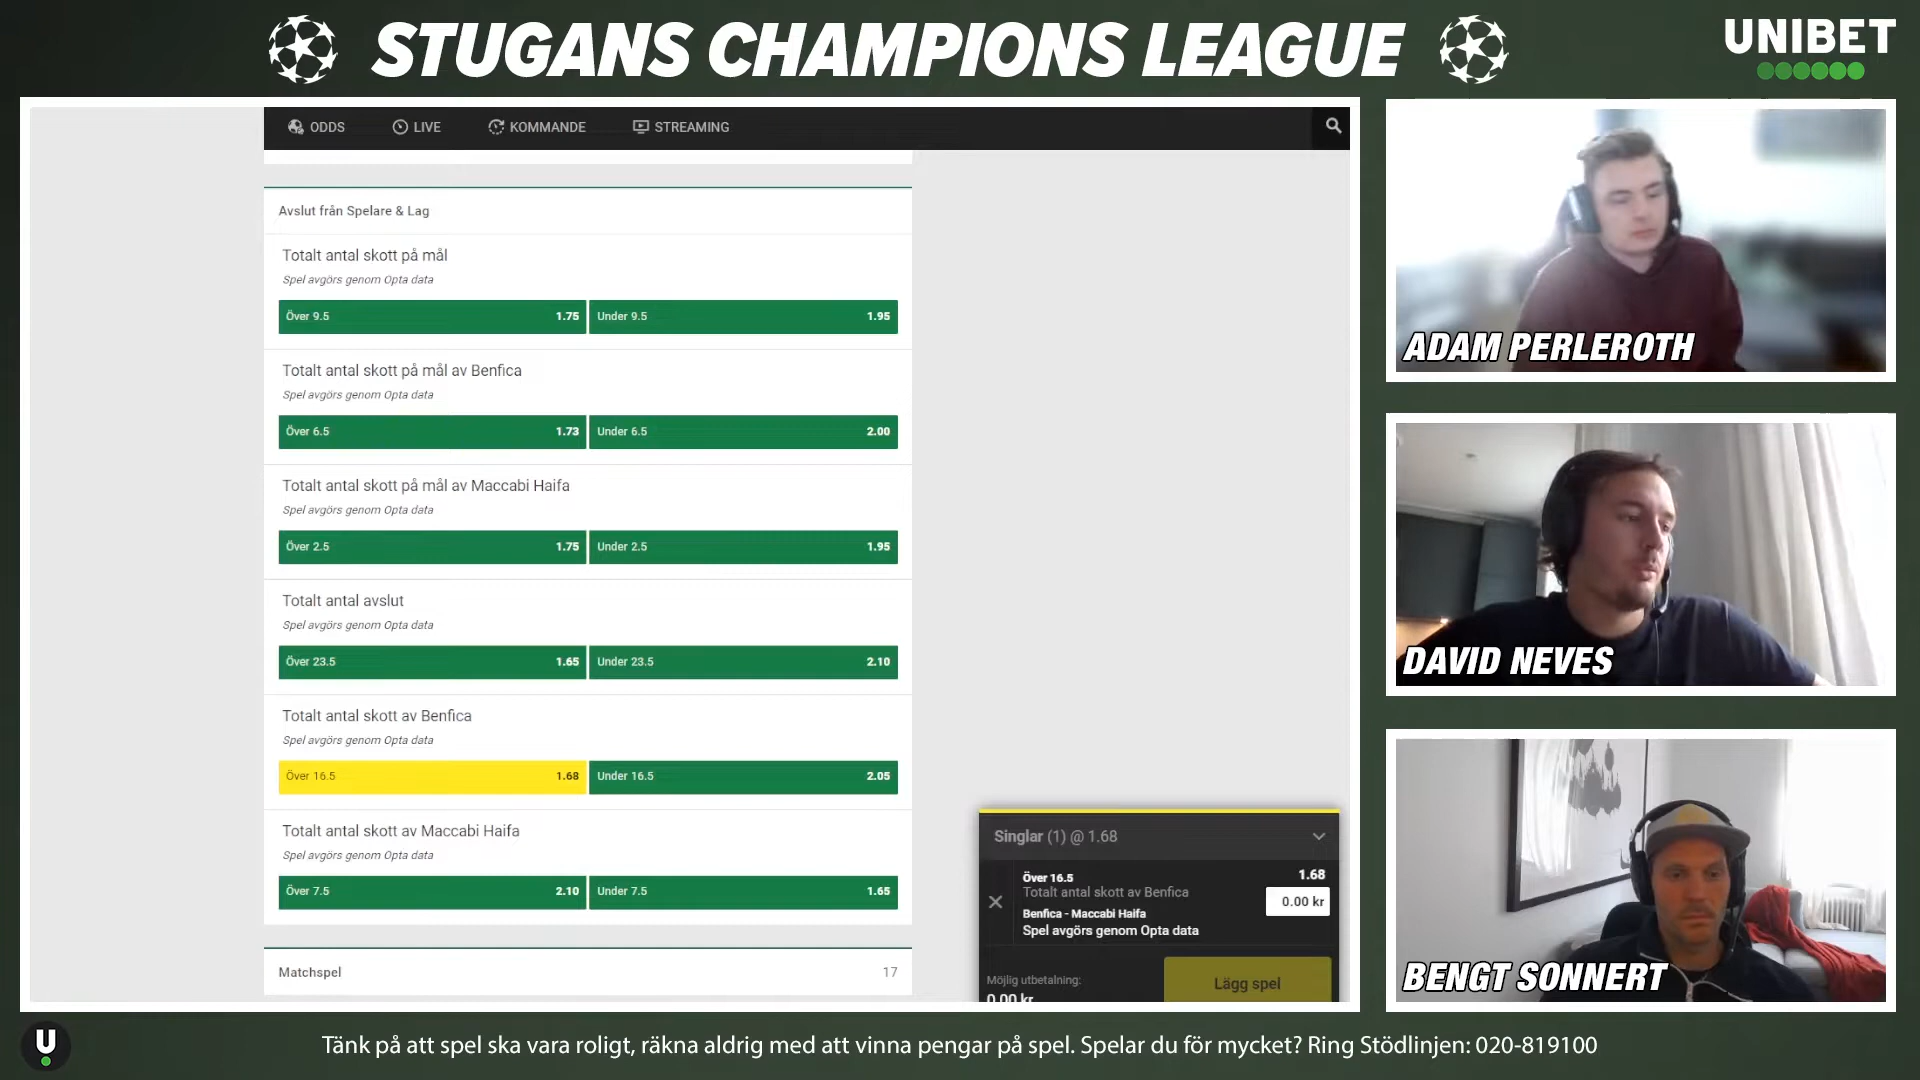 STUGANS CHAMPIONS LEAGUE
UNIBET
ODDS LIVE KOMMANDE STREAMING
Avslut från Spelare & Lag
Totalt antal skott på mål
Spel avgörs genom Opta data
Över 9.5 1.75 Under 9.5 1.95
Totalt antal skott på mål av Benfica
Spel avgörs genom Opta data
Över 6.5 1.73 Under 6.5 2.00
Totalt antal skott på mål av Maccabi Haifa
Spel avgörs genom Opta data
Över 2.5 1.75 Under 2.5 1.95
Totalt antal avslut
Spel avgörs genom Opta data
Över 23.5 1.65 Under 23.5 2.10
Totalt antal skott av Benfica
Spel avgörs genom Opta data
Över 16.5 1.68 Under 16.5 2.05
Totalt antal skott av Maccabi Haifa
Spel avgörs genom Opta data
Över 7.5 2.10 Under 7.5 1.65
Matchspel 17
Singlar (1) @ 1.68
Över 16.5 1.68
Totalt antal skott av Benfica
0.00 kr
Benfica - Maccabi Haifa
Spel avgörs genom Opta data
Möjlig utbetalning:
0.00 kr
Lägg spel
ADAM PERLEROTH
DAVID NEVES
BENGT SONNERT
U
Tänk på att spel ska vara roligt, räkna aldrig med att vinna pengar på spel. Spelar du för mycket? Ring Stödlinjen: 020-819100